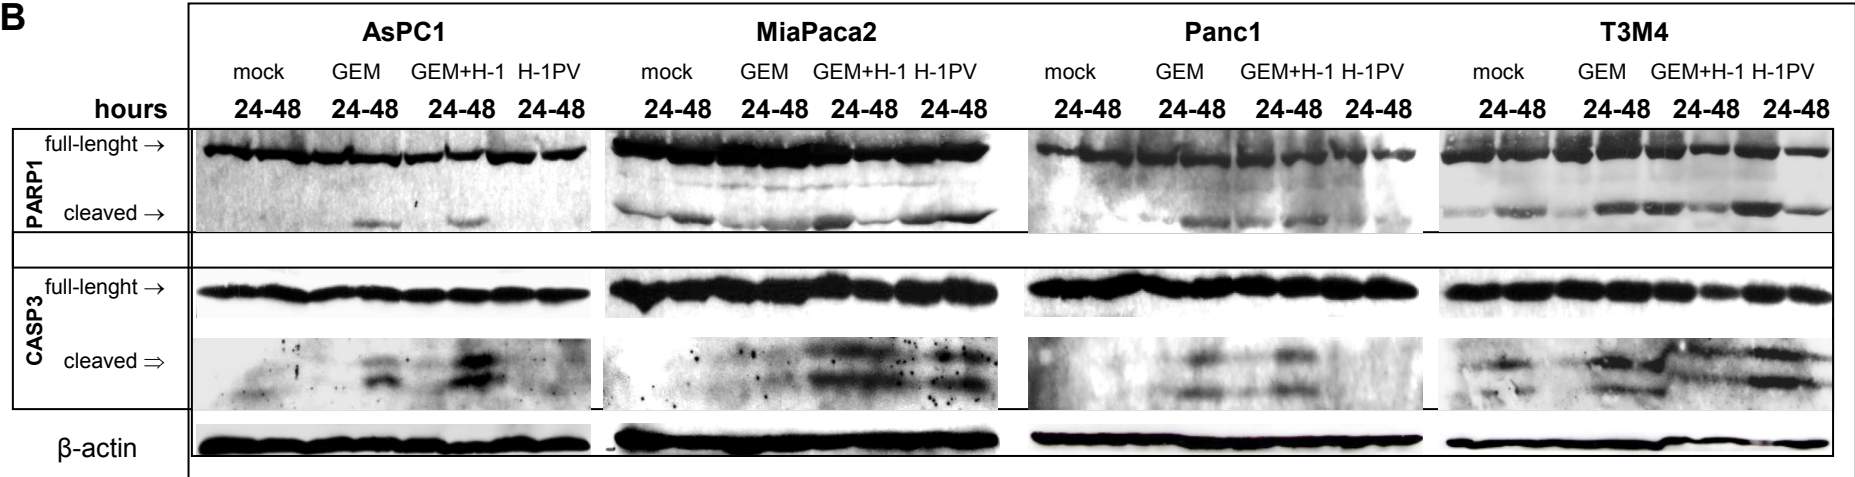 B
AsPC1 MiaPaca2 Panc1 T3M4
mock GEM GEM+H-1 H-1PV mock GEM GEM+H-1 H-1PV mock GEM GEM+H-1 H-1PV mock GEM GEM+H-1 H-1PV
hours 24-48 24-48 24-48 24-48 24-48 24-48 24-48 24-48 24-48 24-48 24-48 24-48 24-48 24-48 24-48 24-48
PARP1
full-lenght →
cleaved →
CASP3
full-lenght →
cleaved ⇒
β-actin